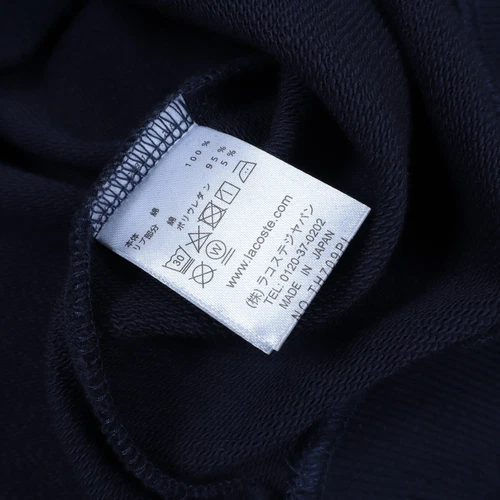 本体 綿 100%
リブ部分 綿 95%
ポリウレタン 5%
30
W
www.lacoste.com
(株)ラコステジャパン
TEL: 0120-37-0202
MADE IN JAPAN